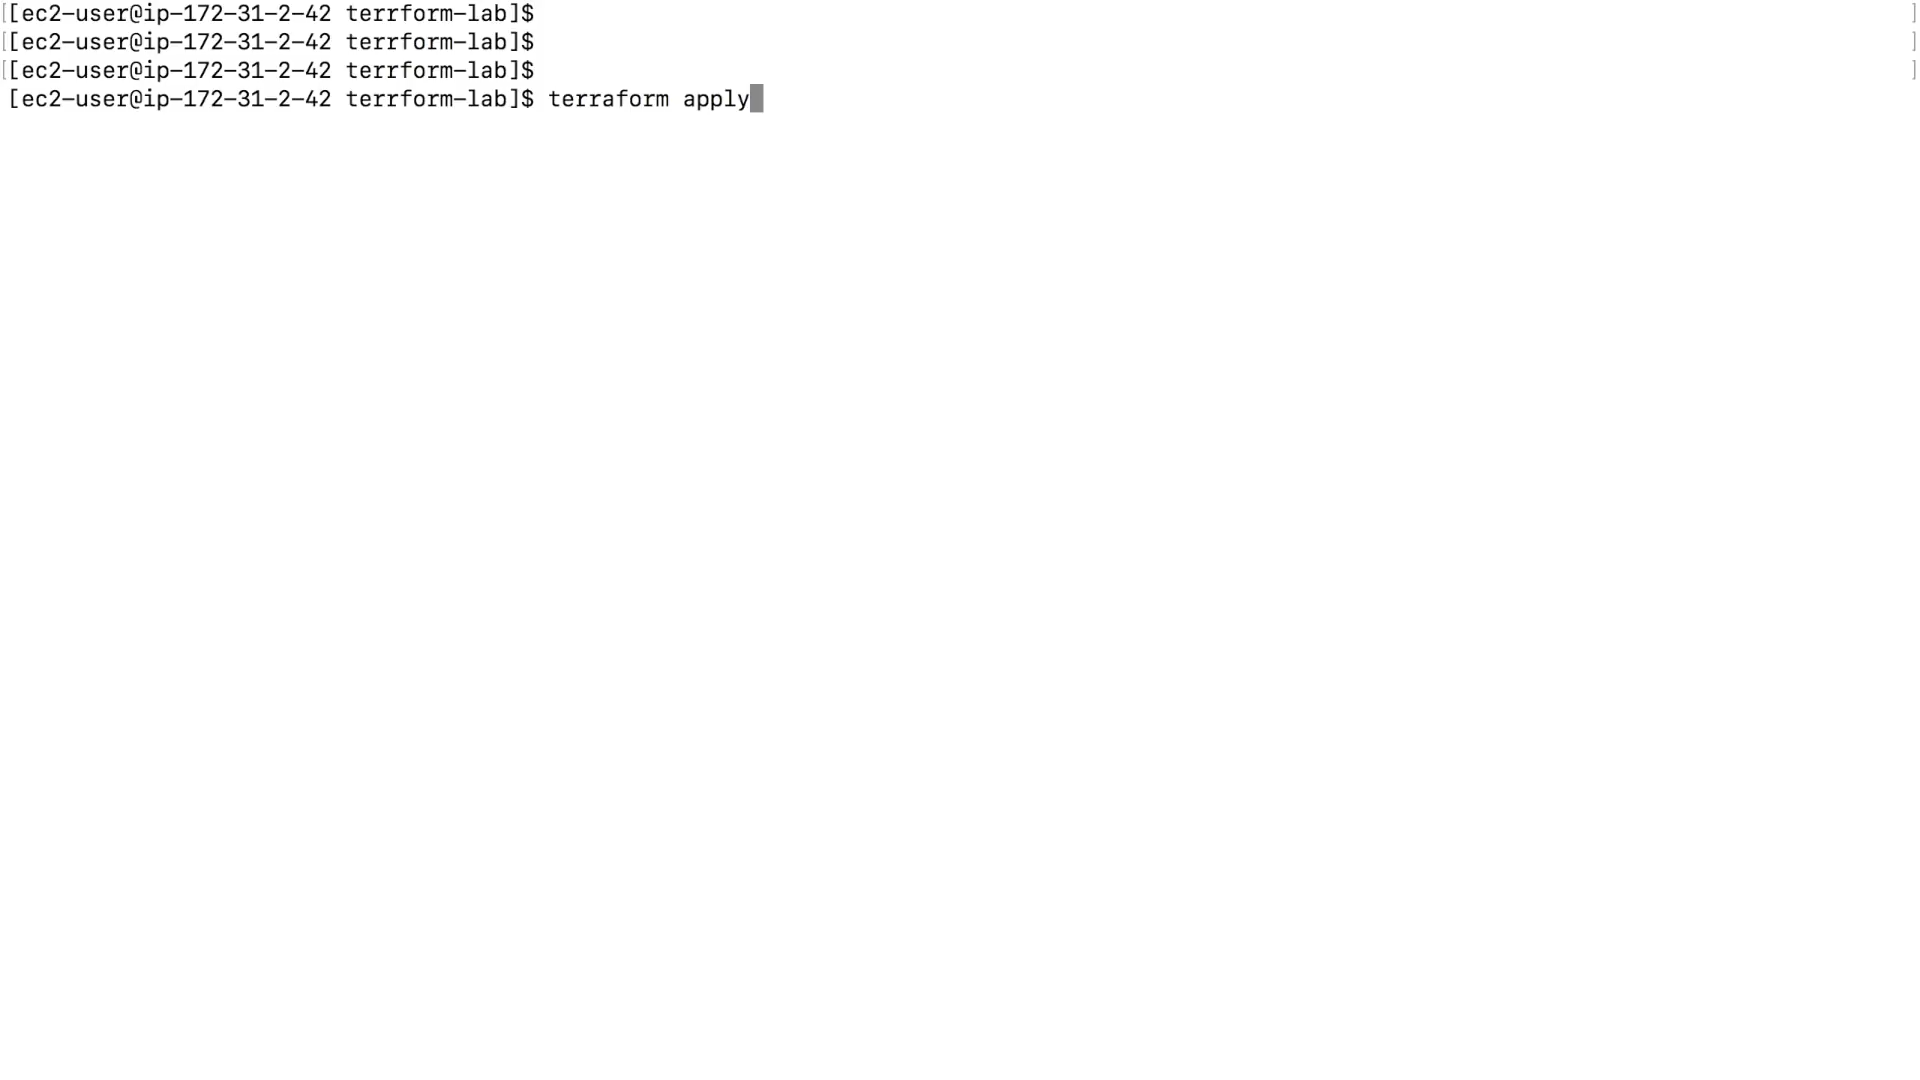 [[ec2-user@ip-172-31-2-42 terrform-lab]$ ]
[[ec2-user@ip-172-31-2-42 terrform-lab]$ ]
[[ec2-user@ip-172-31-2-42 terrform-lab]$ ]
[ec2-user@ip-172-31-2-42 terrform-lab]$ terraform apply